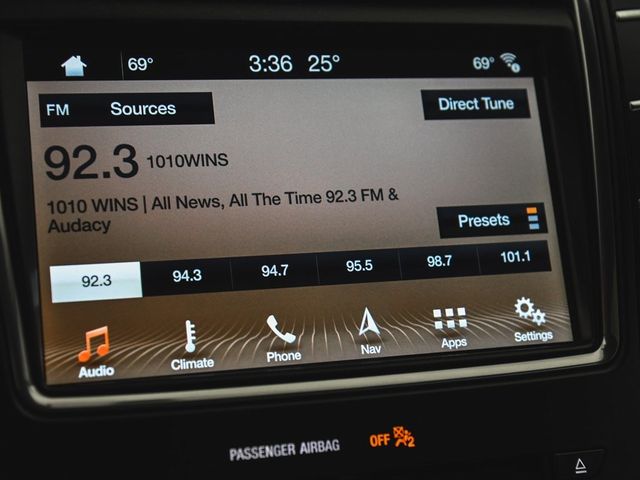 69° 3:36 25° 69°
FM Sources Direct Tune
92.3 1010WINS
1010 WINS | All News, All The Time 92.3 FM &
Audacy
Presets
92.3 94.3 94.7 95.5 98.7 101.1
Audio Climate Phone Nav Apps Settings
PASSENGER AIRBAG OFF 2